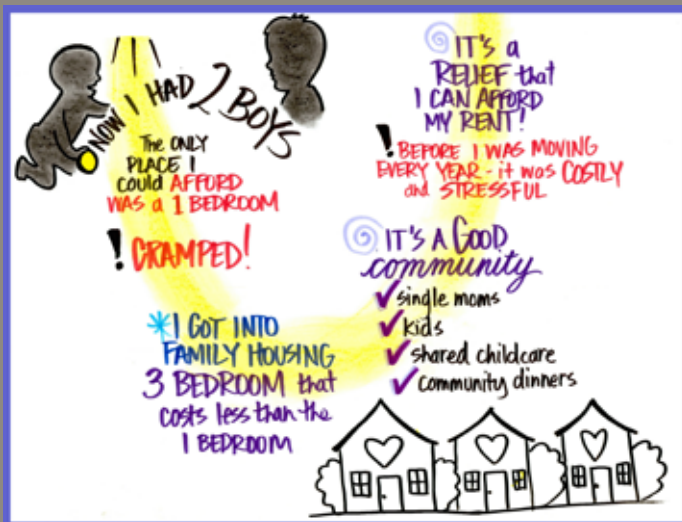 NOW I HAD 2 BOYS
The ONLY
PLACE I
could AFFORD
WAS a 1 BEDROOM
! CRAMPED!
*I GOT INTO
FAMILY HOUSING
3 BEDROOM that
costs less than the
1 BEDROOM
IT'S a
RELIEF that
I CAN AFFORD
MY RENT!
! BEFORE I WAS MOVING
EVERY YEAR - it was COSTLY
and STRESSFUL
IT'S A GOOD
community
✓ single moms
✓ kids
✓ shared childcare
✓ community dinners